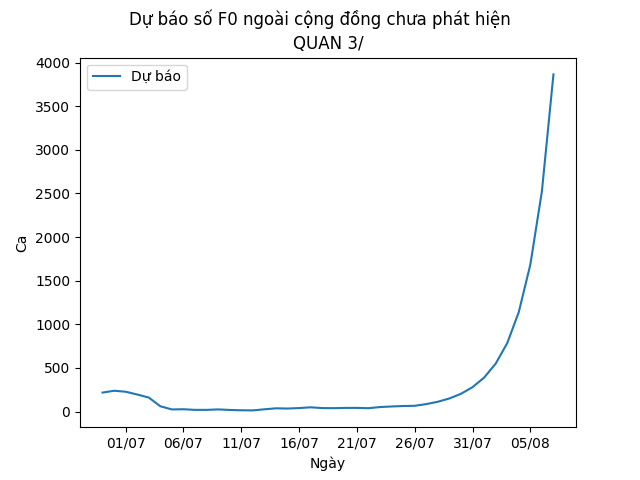 Dự báo số F0 ngoài cộng đồng chưa phát hiện
QUAN 3/
Dự báo
4000
3500
3000
2500
2000
1500
1000
500
0
Ca
01/07 06/07 11/07 16/07 21/07 26/07 31/07 05/08
Ngày